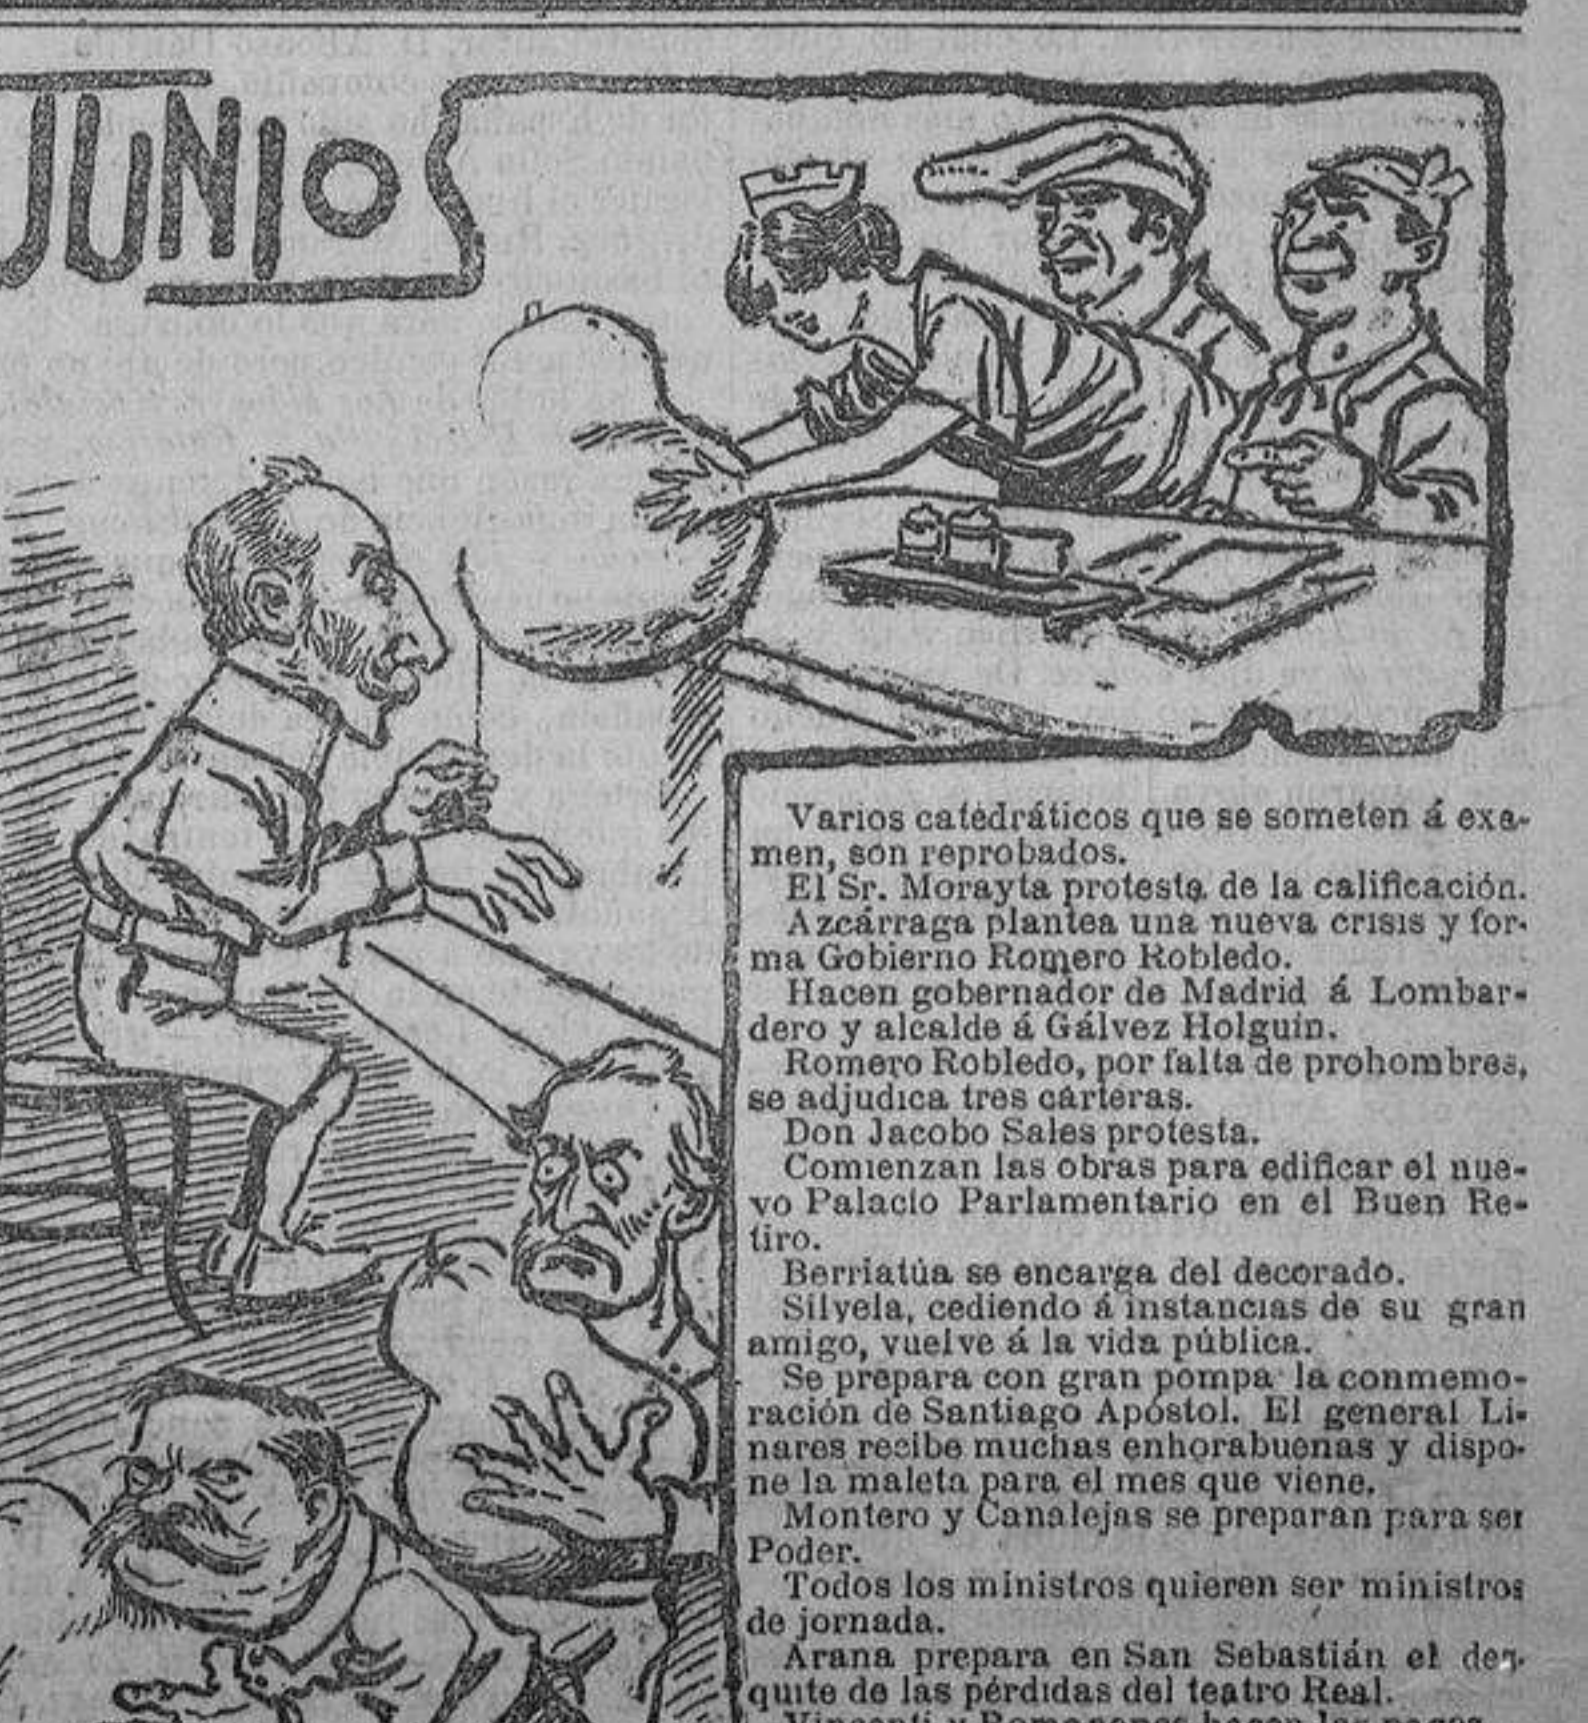 JUNIO
Varios catedráticos que se someten á exa-
men, son reprobados.
El Sr. Morayta protesta de la calificación.
Azcárraga plantea una nueva crisis y for-
ma Gobierno Romero Robledo.
Hacen gobernador de Madrid á Lombar-
dero y alcalde á Gálvez Holguin.
Romero Robledo, por falta de prohombres,
se adjudica tres carteras.
Don Jacobo Sales protesta.
Comienzan las obras para edificar el nue-
vo Palacio Parlamentario en el Buen Re-
tiro.
Berriatúa se encarga del decorado.
Silvela, cediendo á instancias de su gran
amigo, vuelve á la vida pública.
Se prepara con gran pompa la conmemo-
ración de Santiago Apóstol. El general Li-
nares recibe muchas enhorabuenas y dispo-
ne la maleta para el mes que viene.
Montero y Canalejas se preparan para ser
Poder.
Todos los ministros quieren ser ministros
de jornada.
Arana prepara en San Sebastián el des-
quite de las pérdidas del teatro Real.